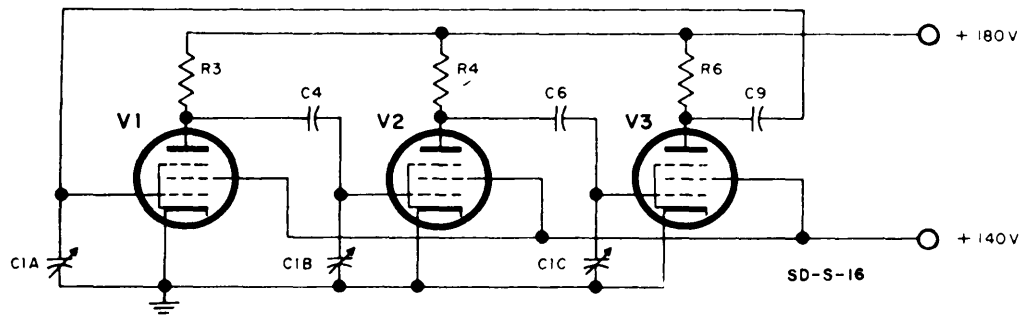 + 180V
R3
R4
R6
C4
C6
C9
V1
V2
V3
C1A
C1B
C1C
+ 140V
SD-S-16